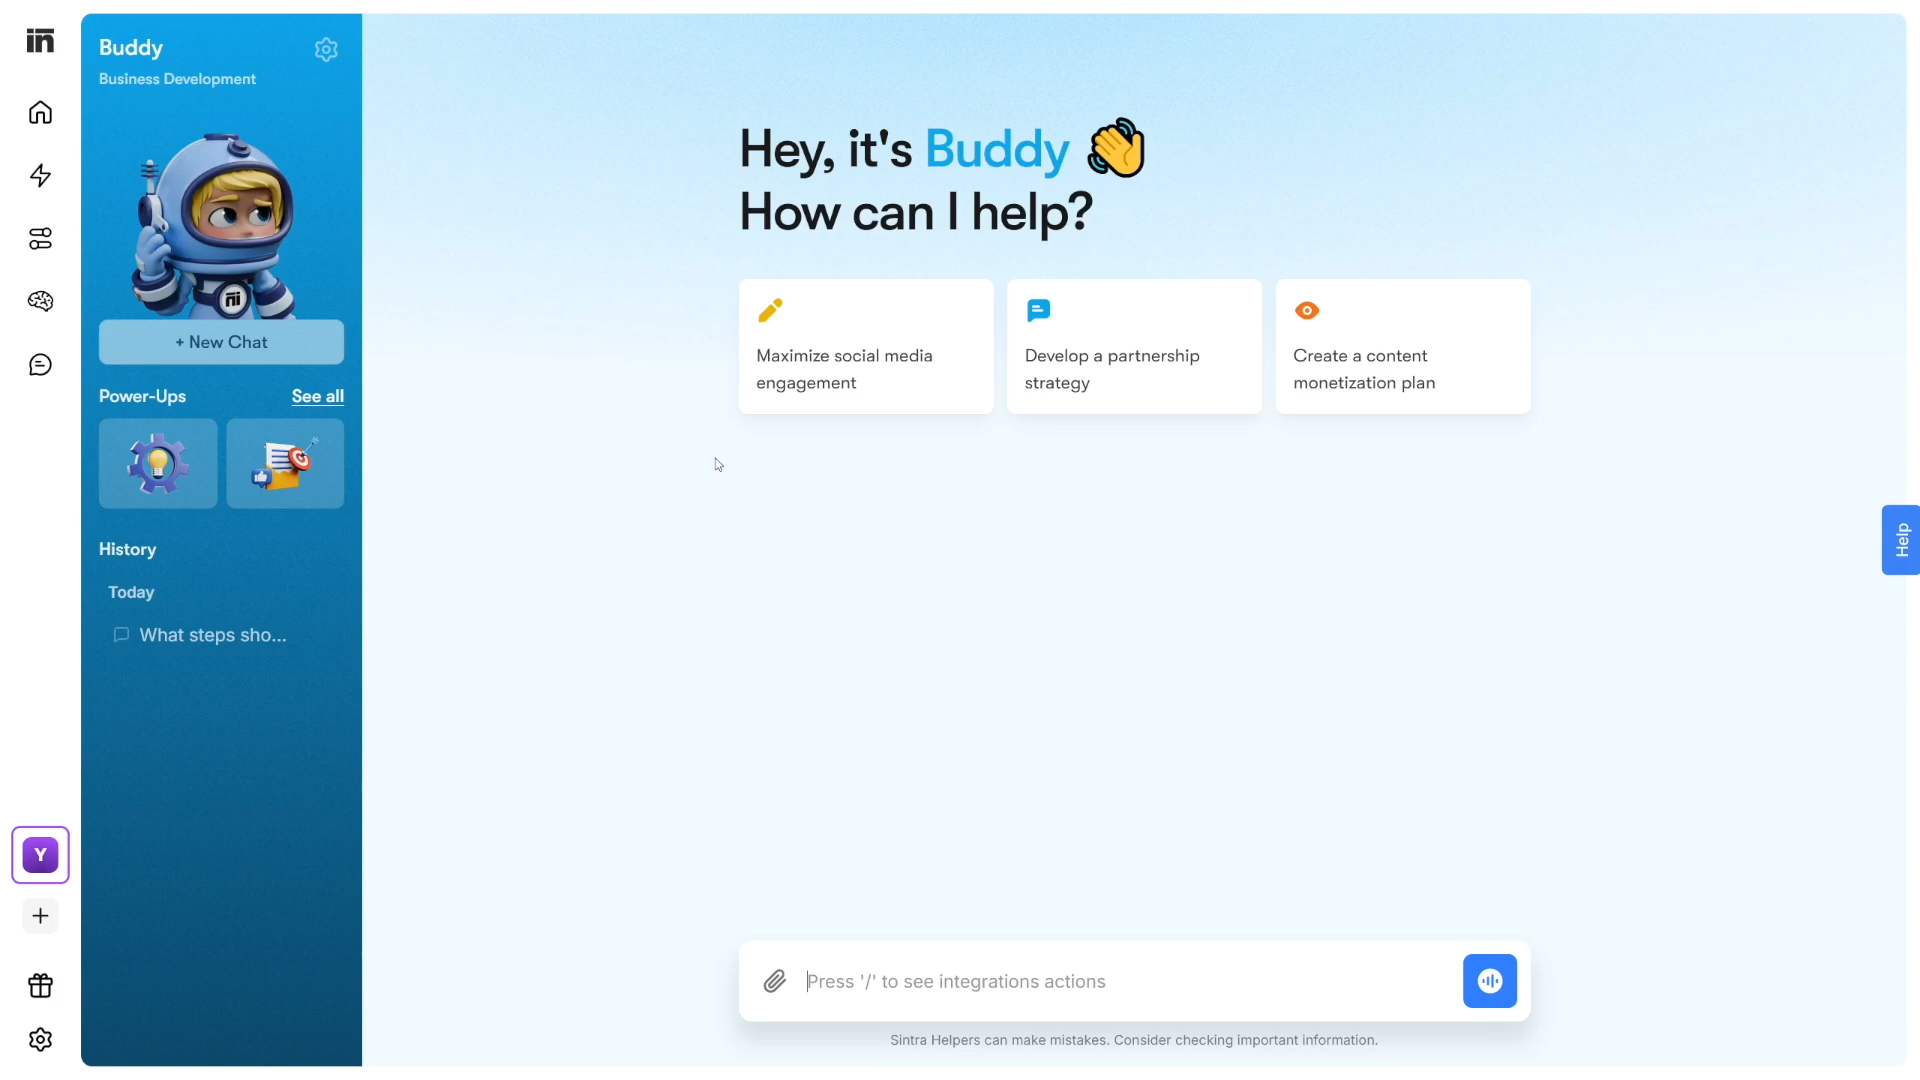 in
Buddy
Business Development
+ New Chat
Power-Ups
See all
History
Today
What steps sho...
Y
Hey, it's Buddy 👋
How can I help?
Maximize social media
engagement
Develop a partnership
strategy
Create a content
monetization plan
Help
Press '/' to see integrations actions
Sintra Helpers can make mistakes. Consider checking important information.